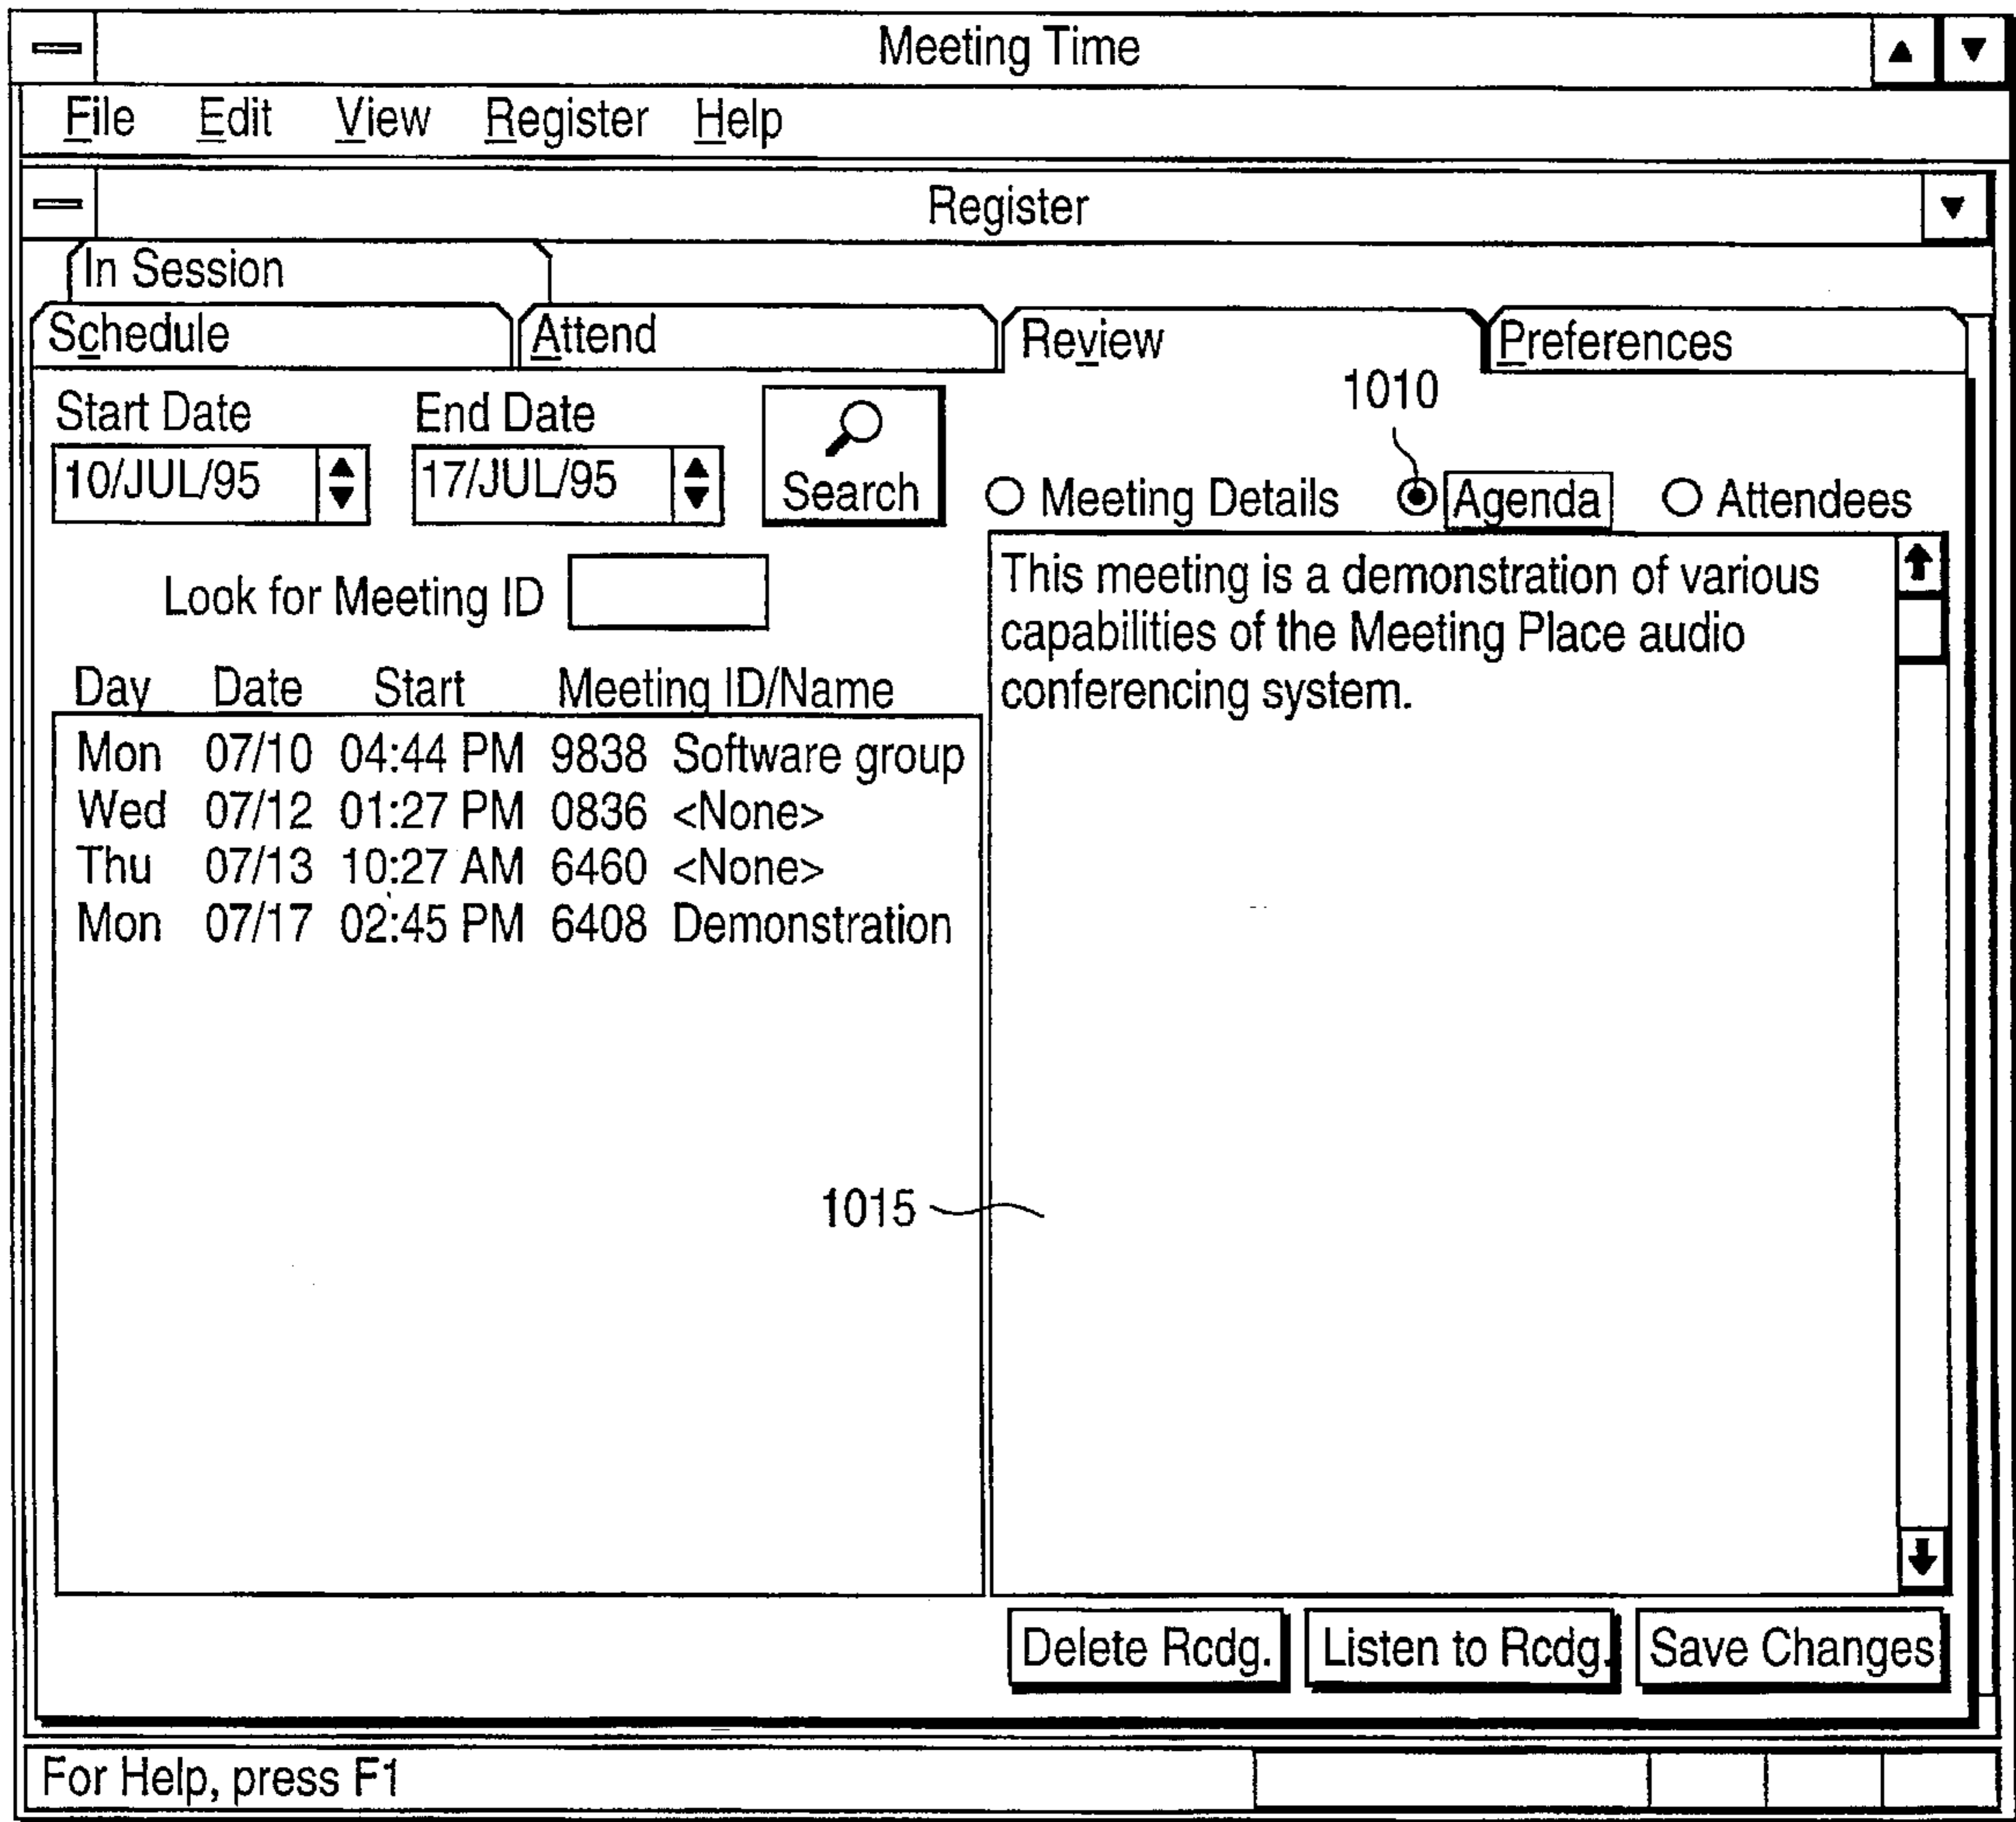 Meeting Time
File Edit View Register Help
Register
In Session
Schedule Attend Review Preferences
Start Date End Date
10/JUL/95 17/JUL/95 Search
1010
Meeting Details Agenda Attendees
Look for Meeting ID
Day Date Start Meeting ID/Name
Mon 07/10 04:44 PM 9838 Software group
Wed 07/12 01:27 PM 0836 <None>
Thu 07/13 10:27 AM 6460 <None>
Mon 07/17 02:45 PM 6408 Demonstration
This meeting is a demonstration of various
capabilities of the Meeting Place audio
conferencing system.
1015
Delete Rcdg. Listen to Rcdg. Save Changes
For Help, press F1